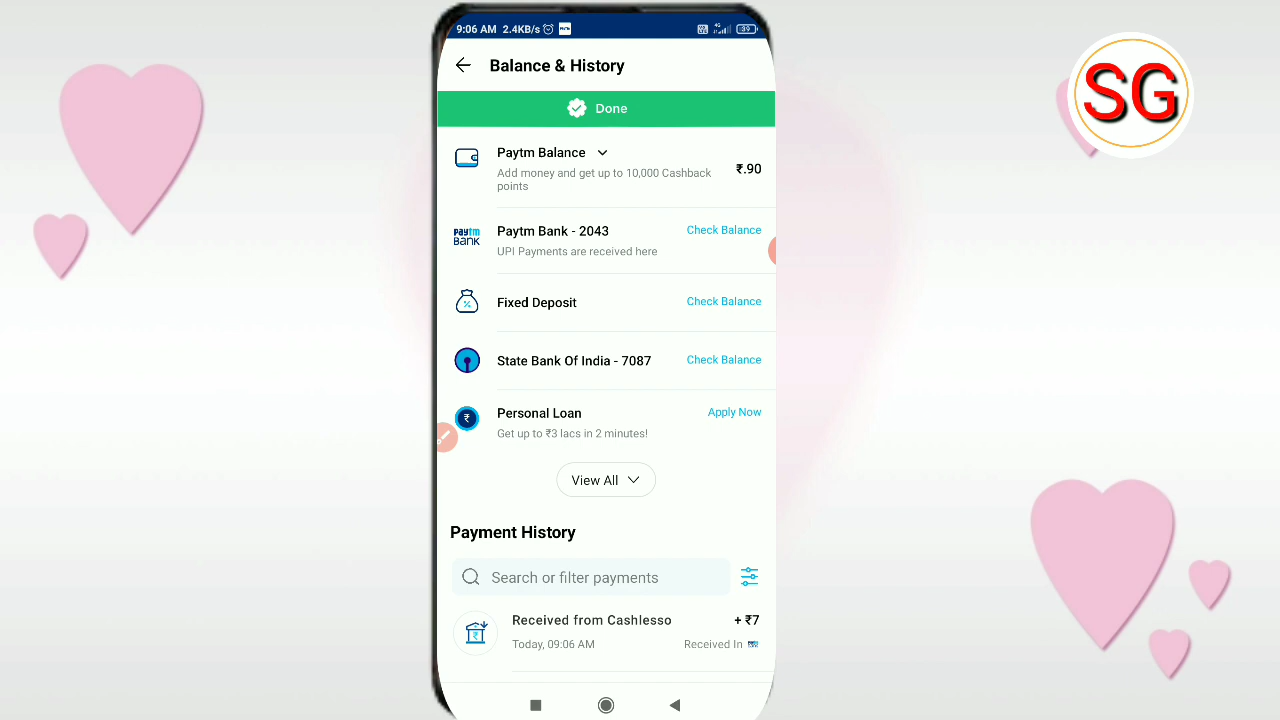 9:06 AM 2.4KB/s
4G
39
SG
Balance & History
Done
Paytm Balance
Add money and get up to 10,000 Cashback
points
₹.90
Paytm Bank - 2043
Check Balance
UPI Payments are received here
paytm
BANK
Fixed Deposit
Check Balance
State Bank Of India - 7087
Check Balance
Personal Loan
Apply Now
Get up to ₹3 lacs in 2 minutes!
View All
Payment History
Search or filter payments
Received from Cashlesso
+ ₹7
Today, 09:06 AM
Received In